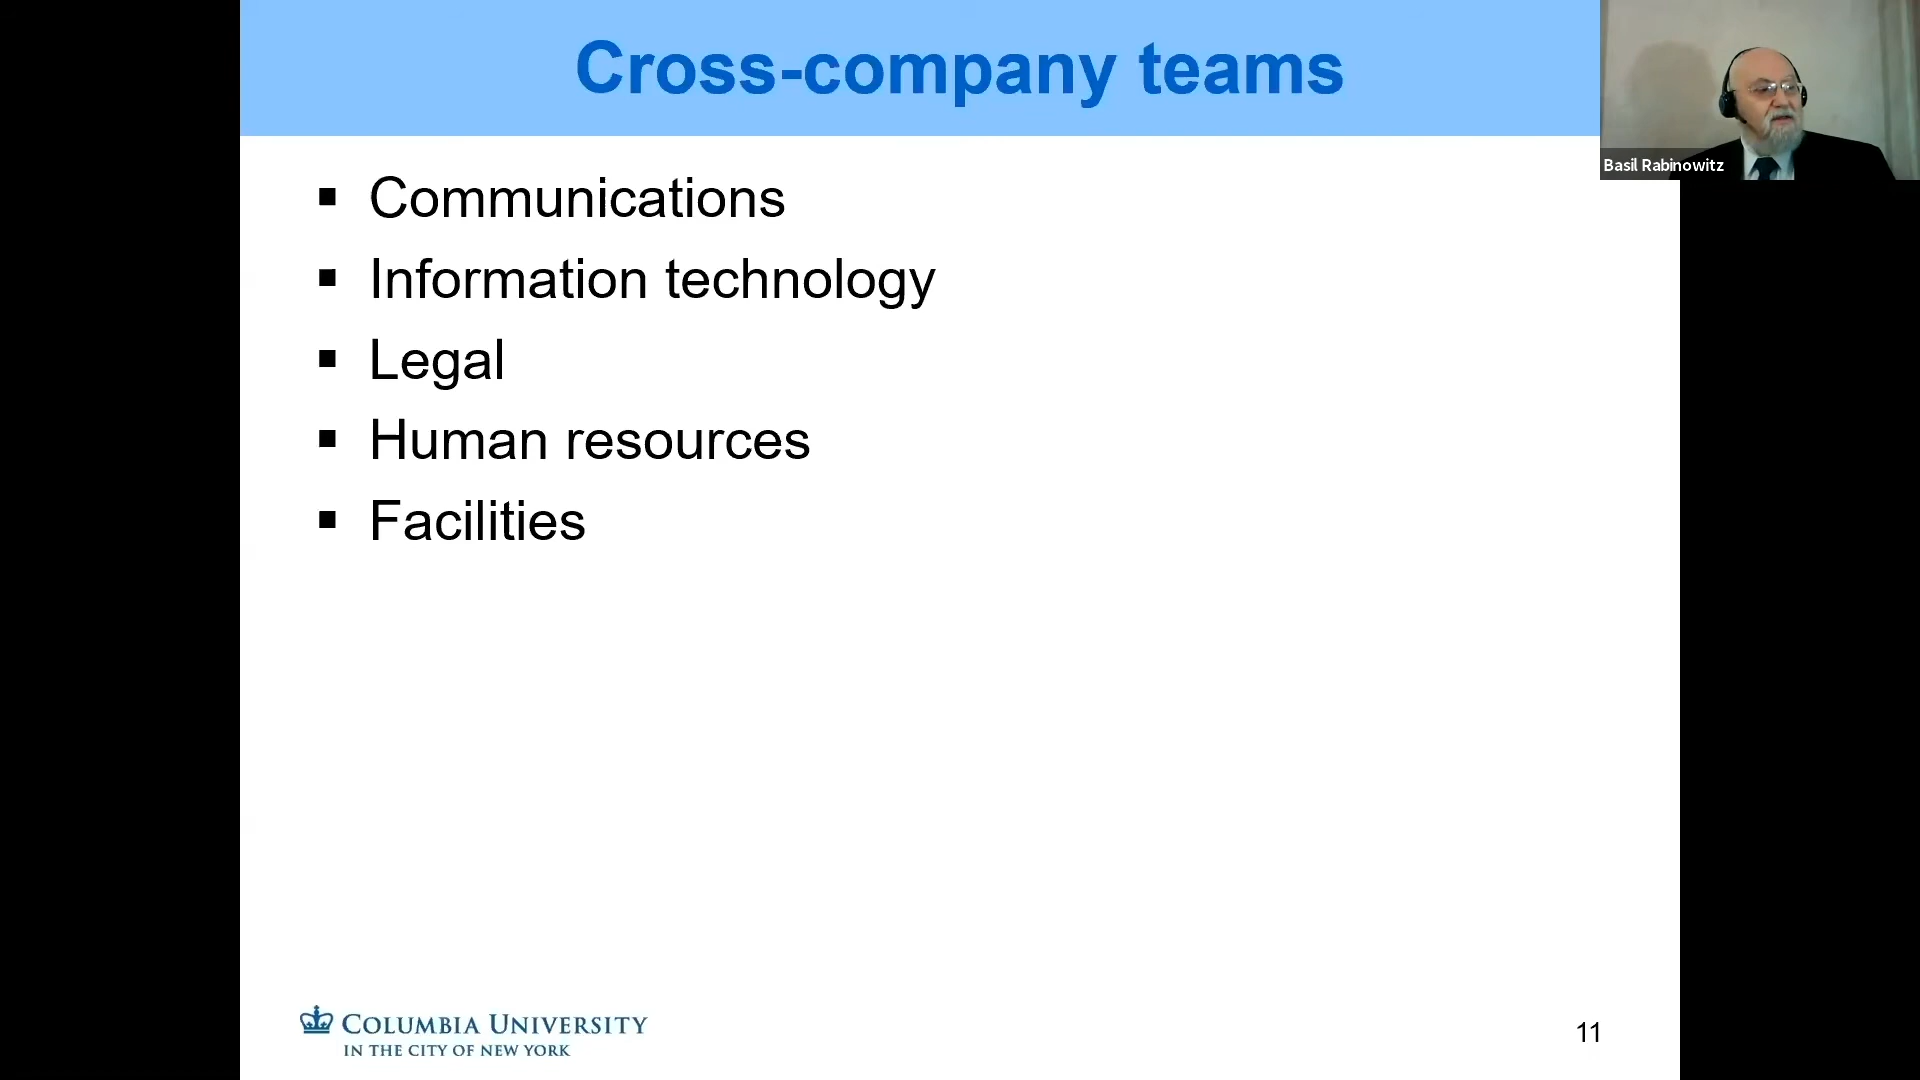 Cross-company teams
Basil Rabinowitz
▪ Communications
▪ Information technology
▪ Legal
▪ Human resources
▪ Facilities
COLUMBIA UNIVERSITY
IN THE CITY OF NEW YORK
11